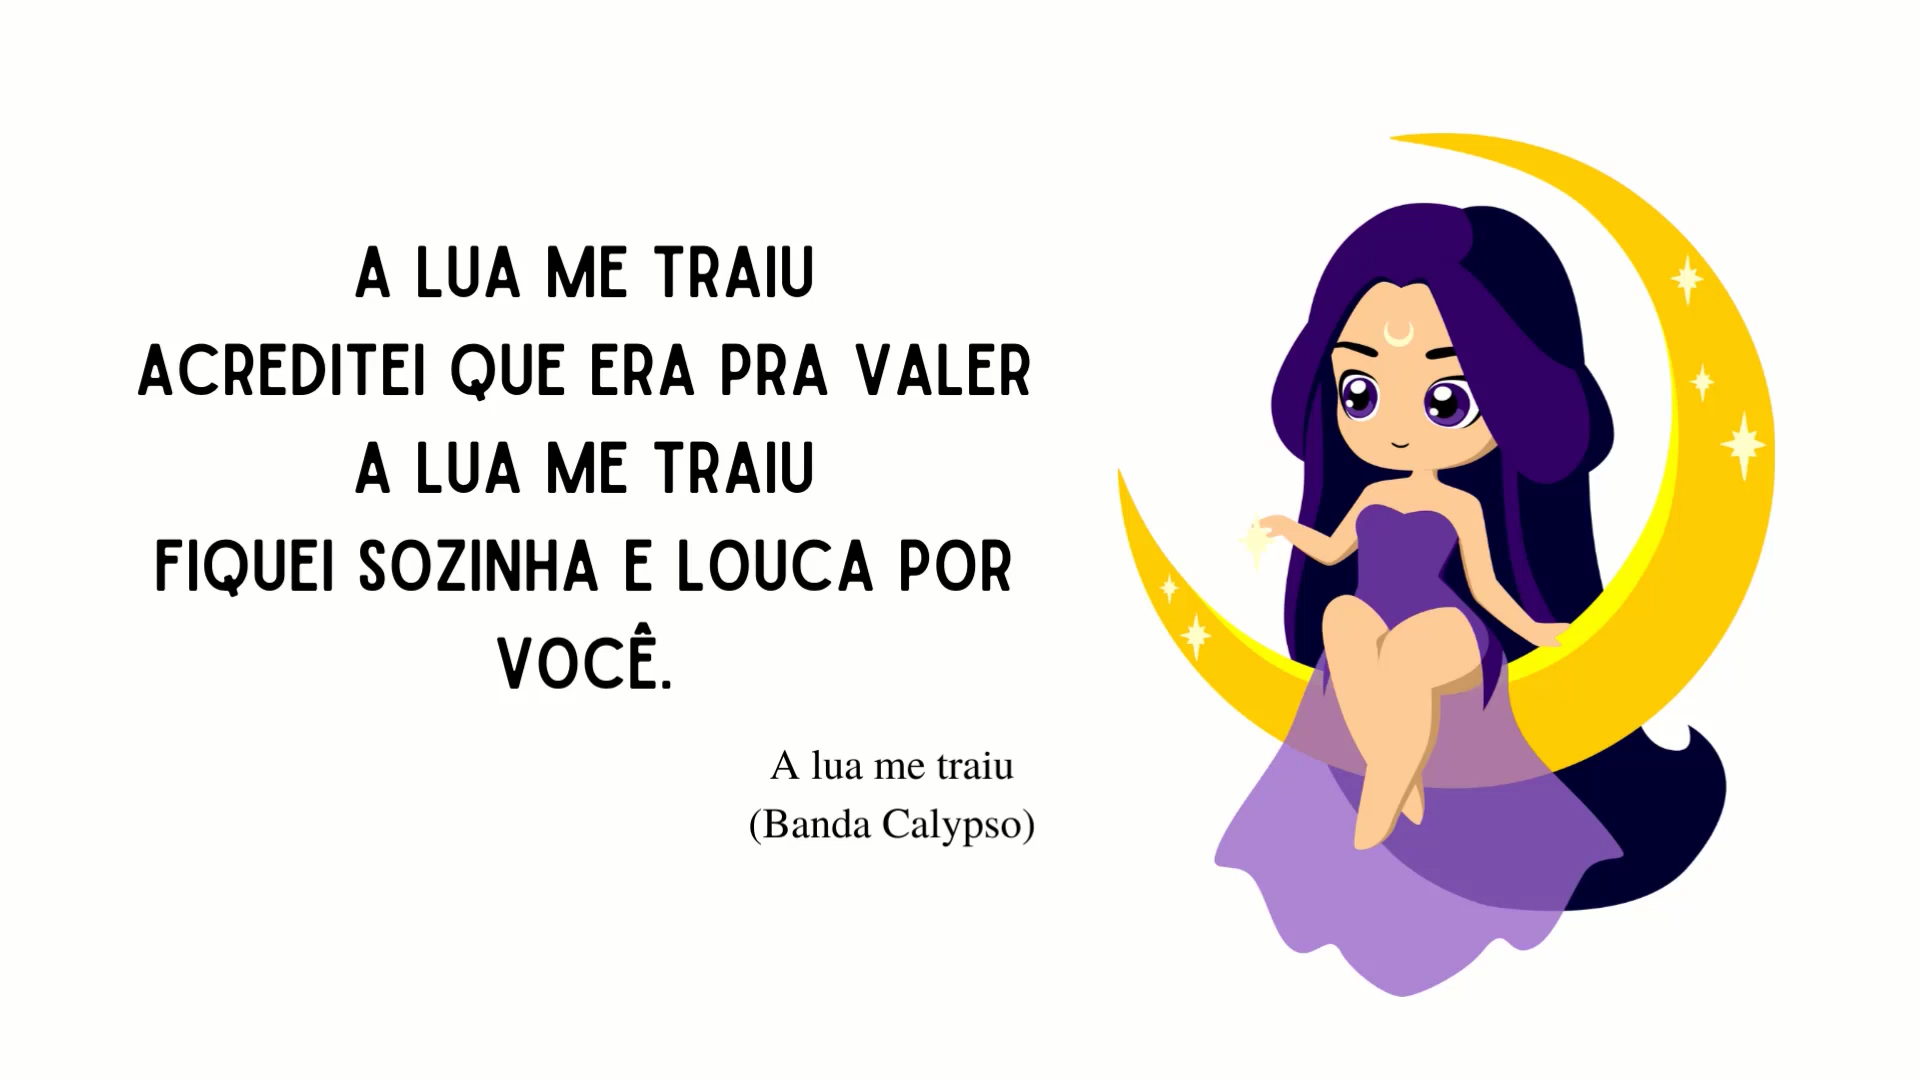 A LUA ME TRAIU
ACREDITEI QUE ERA PRA VALER
A LUA ME TRAIU
FIQUEI SOZINHA E LOUCA POR
VOCÊ.
A lua me traiu
(Banda Calypso)